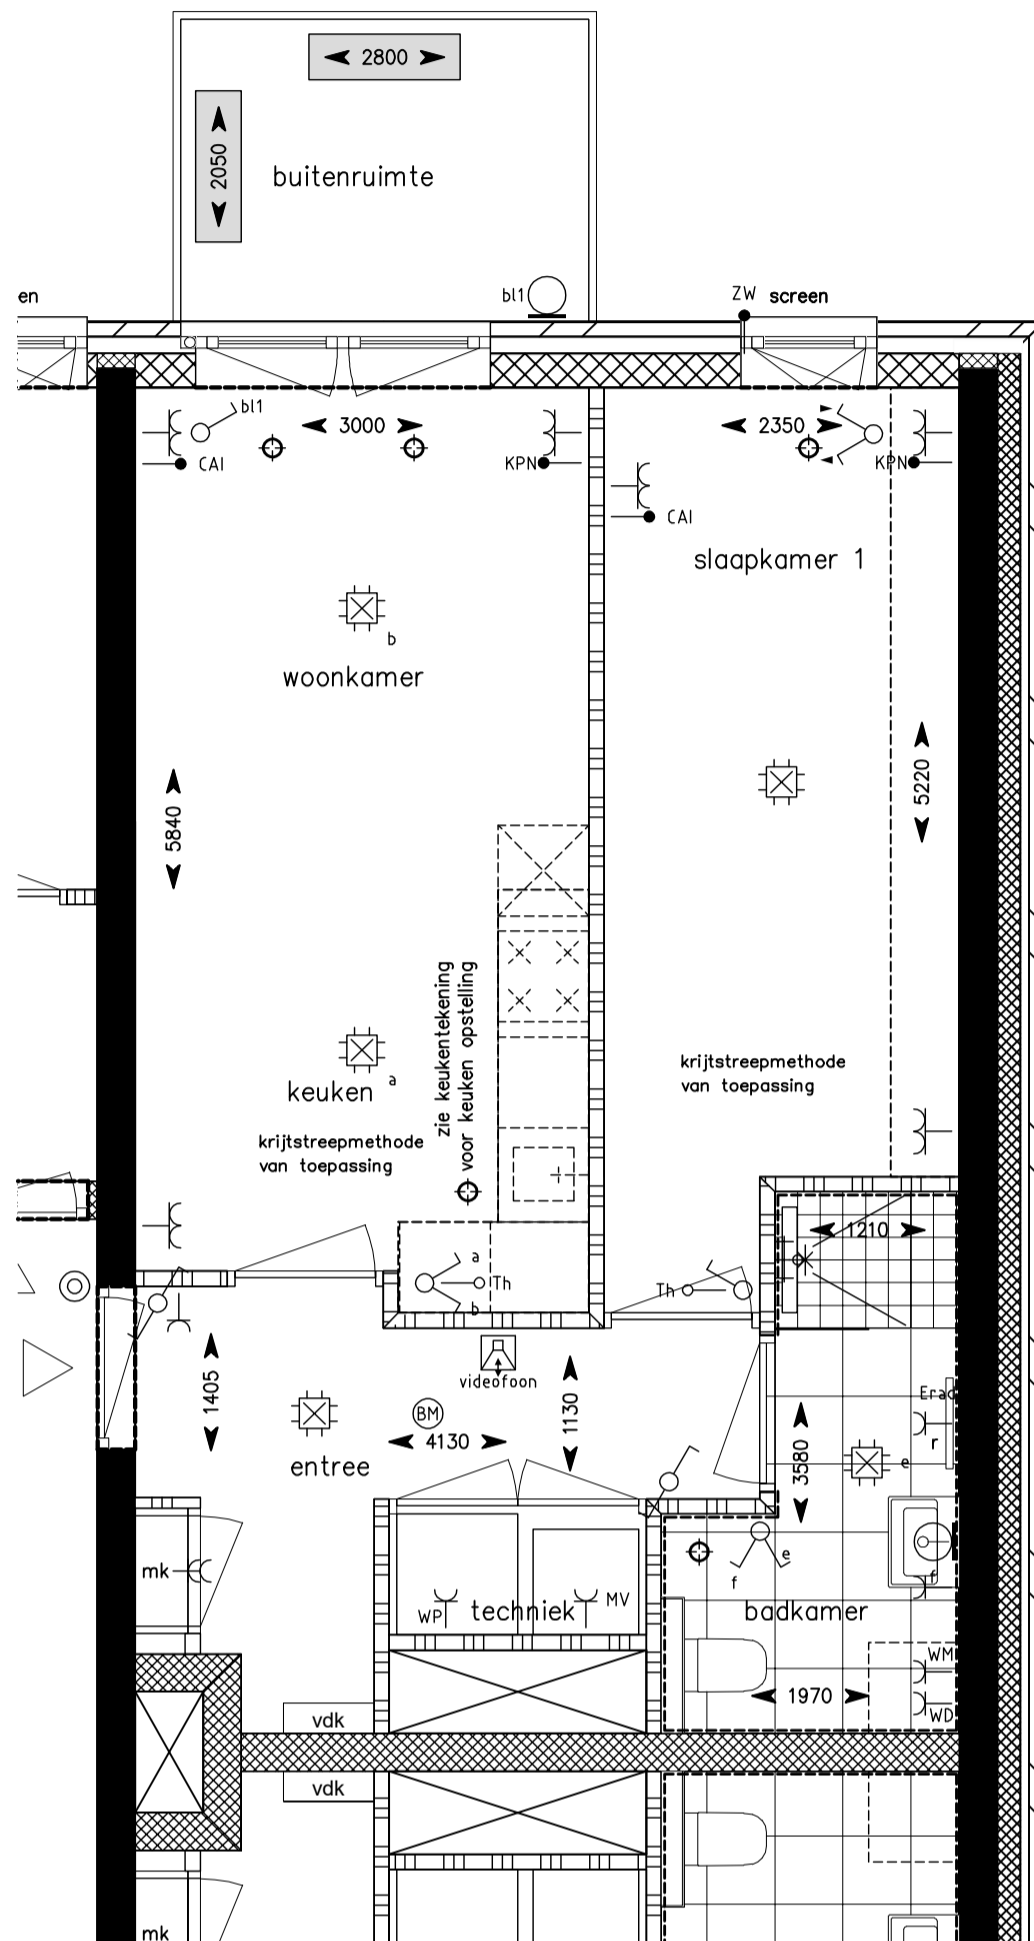 2800
2050
buitenruimte
en
bl1
ZW
screen
bl1
3000
2350
CAI
KPN
KPN
CAI
slaapkamer 1
b
woonkamer
5840
5220
zie keukentekening
voor keuken opstelling
keuken
a
krijtstreepmethode
van toepassing
krijtstreepmethode
van toepassing
1210
a
Th
b
Th
videofoon
1405
1130
Erad
BM
4130
r
3580
e
entree
mk
e
f
f
WP
techniek
MV
badkamer
WM
1970
WD
vdk
vdk
mk